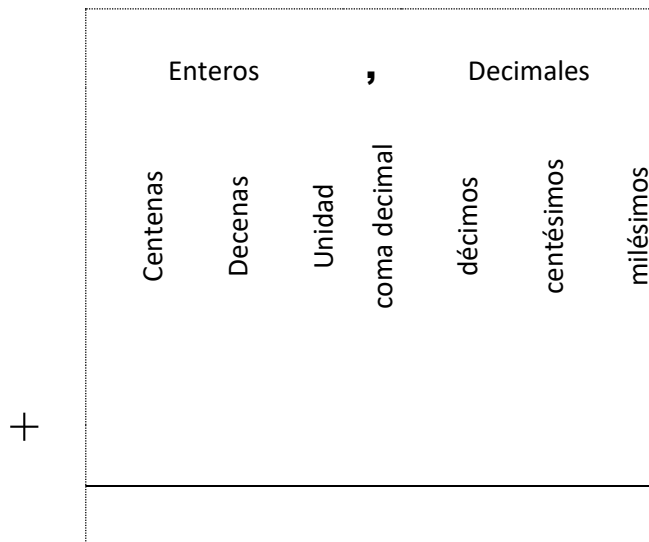 Enteros , Decimales
Centenas Decenas Unidad coma decimal décimos centésimos milésimos
+